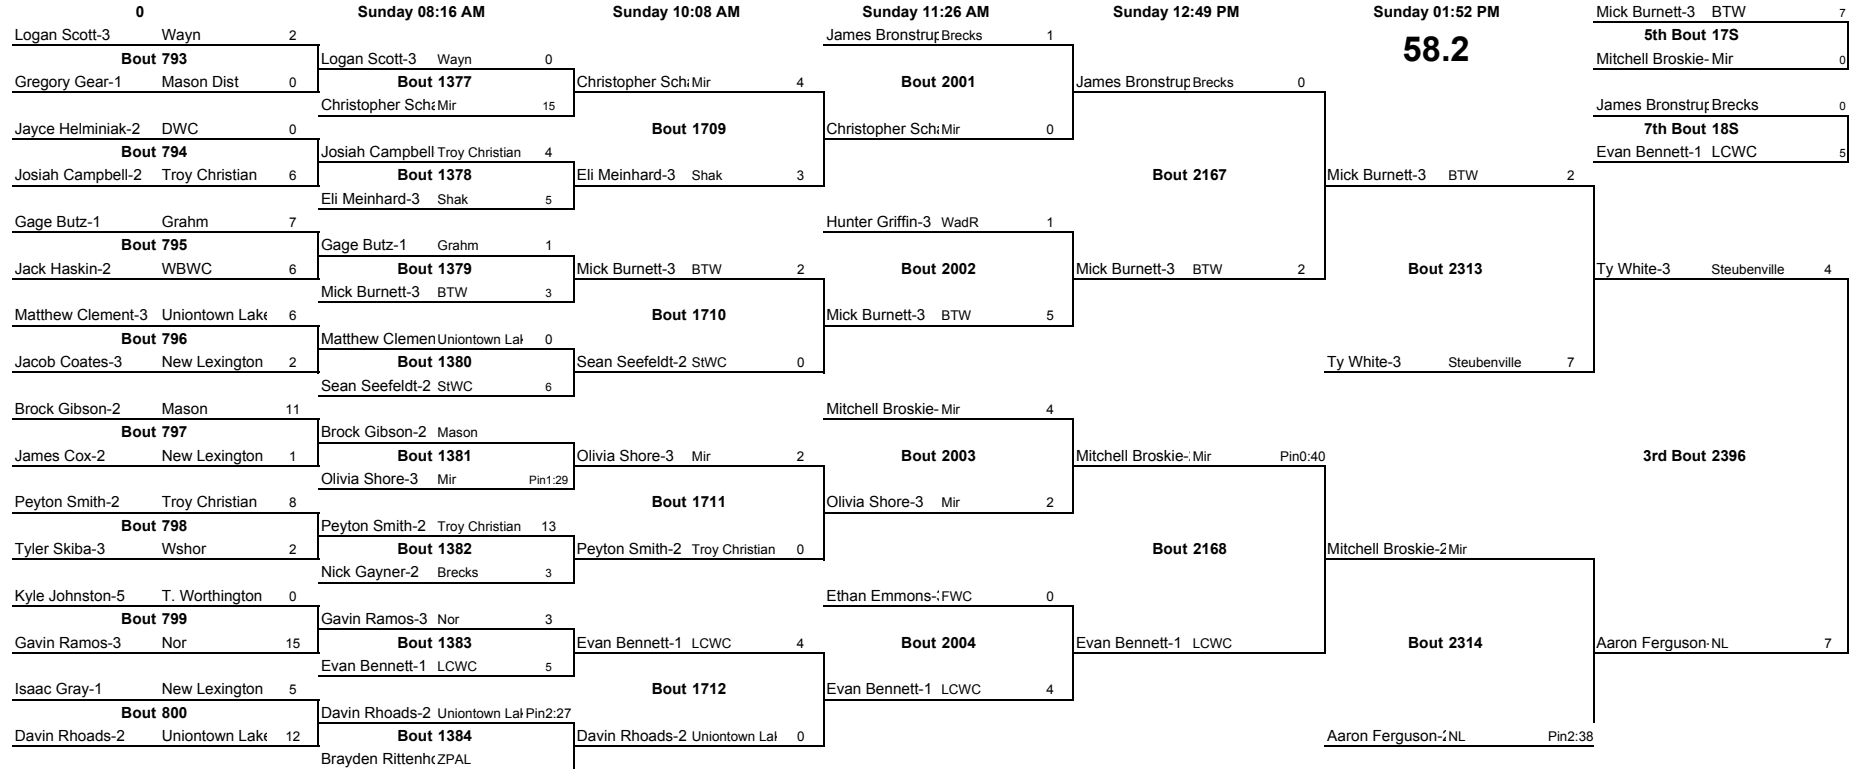 0 Sunday 08:16 AM Sunday 10:08 AM Sunday 11:26 AM Sunday 12:49 PM Sunday 01:52 PM Mick Burnett-3 BTW 7
Logan Scott-3 Wayn 2 James Bronstrup Brecks 1 58.2 5th Bout 17S
Bout 793 Logan Scott-3 Wayn 0 Mitchell Broskie- Mir 0
Gregory Gear-1 Mason Dist 0 Bout 1377 Christopher Scha Mir 4 Bout 2001 James Bronstrup Brecks 0
Christopher Scha Mir 15 James Bronstrup Brecks 0
Jayce Helminiak-2 DWC 0 Bout 1709 Christopher Scha Mir 0 7th Bout 18S
Bout 794 Josiah Campbell Troy Christian 4 Evan Bennett-1 LCWC 5
Josiah Campbell-2 Troy Christian 6 Bout 1378 Eli Meinhard-3 Shak 3 Bout 2167 Mick Burnett-3 BTW 2
Eli Meinhard-3 Shak 5
Gage Butz-1 Grahm 7 Hunter Griffin-3 WadR 1
Bout 795 Gage Butz-1 Grahm 1
Jack Haskin-2 WBWC 6 Bout 1379 Mick Burnett-3 BTW 2 Bout 2002 Mick Burnett-3 BTW 2 Bout 2313 Ty White-3 Steubenville 4
Mick Burnett-3 BTW 3
Matthew Clement-3 Uniontown Lake 6 Bout 1710 Mick Burnett-3 BTW 5
Bout 796 Matthew Clemen Uniontown Lak 0
Jacob Coates-3 New Lexington 2 Bout 1380 Sean Seefeldt-2 StWC 0 Ty White-3 Steubenville 7
Sean Seefeldt-2 StWC 6
Brock Gibson-2 Mason 11 Mitchell Broskie- Mir 4
Bout 797 Brock Gibson-2 Mason
James Cox-2 New Lexington 1 Bout 1381 Olivia Shore-3 Mir 2 Bout 2003 Mitchell Broskie- Mir Pin0:40 3rd Bout 2396
Olivia Shore-3 Mir Pin1:29
Peyton Smith-2 Troy Christian 8 Bout 1711 Olivia Shore-3 Mir 2
Bout 798 Peyton Smith-2 Troy Christian 13
Tyler Skiba-3 Wshor 2 Bout 1382 Peyton Smith-2 Troy Christian 0 Bout 2168 Mitchell Broskie-2 Mir
Nick Gayner-2 Brecks 3
Kyle Johnston-5 T. Worthington 0 Ethan Emmons- FWC 0
Bout 799 Gavin Ramos-3 Nor 3
Gavin Ramos-3 Nor 15 Bout 1383 Evan Bennett-1 LCWC 4 Bout 2004 Evan Bennett-1 LCWC Bout 2314 Aaron Ferguson- NL 7
Evan Bennett-1 LCWC 5
Isaac Gray-1 New Lexington 5 Bout 1712 Evan Bennett-1 LCWC 4
Bout 800 Davin Rhoads-2 Uniontown Lak Pin2:27
Davin Rhoads-2 Uniontown Lake 12 Bout 1384 Davin Rhoads-2 Uniontown Lak 0 Aaron Ferguson-2 NL Pin2:38
Brayden Rittenho ZPAL